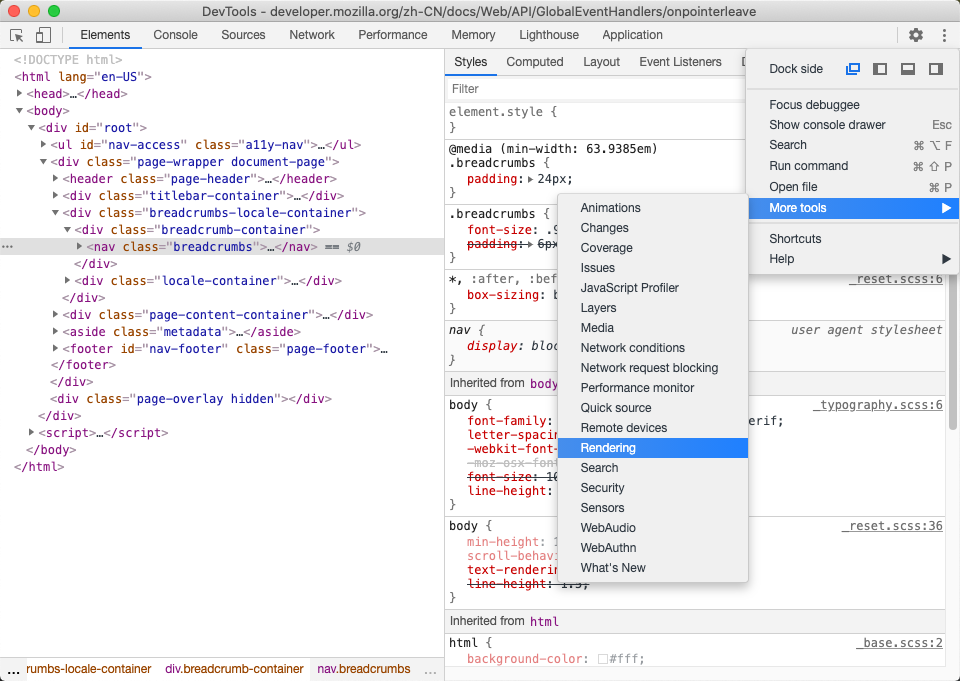 DevTools - developer.mozilla.org/zh-CN/docs/Web/API/GlobalEventHandlers/onpointerleave
Elements Console Sources Network Performance Memory Lighthouse Application
<!DOCTYPE html>
<html lang="en-US">
<head>…</head>
<body>
<div id="root">
<ul id="nav-access" class="a11y-nav">…</ul>
<div class="page-wrapper document-page">
<header class="page-header">…</header>
<div class="titlebar-container">…</div>
<div class="breadcrumbs-locale-container">
<div class="breadcrumb-container">
<nav class="breadcrumbs">…</nav> == $0
</div>
<div class="locale-container">…</div>
</div>
<div class="page-content-container">…</div>
<aside class="metadata">…</aside>
<footer id="nav-footer" class="page-footer">…
</footer>
</div>
<div class="page-overlay hidden"></div>
</div>
<script>…</script>
</body>
</html>
… rumbs-locale-container div.breadcrumb-container nav.breadcrumbs …
Styles Computed Layout Event Listeners
Filter
element.style {
}
@media (min-width: 63.9385em)
.breadcrumbs {
padding: 24px;
}
.breadcrumbs {
font-size: .9
padding: 6px
}
*, :after, :bef _reset.scss:6
box-sizing: b
}
nav { user agent stylesheet
display: bloc
}
Inherited from body
body { _typography.scss:6
font-family: erif;
letter-spacin
-webkit-font-
-moz-osx-font
font-size: 10
line-height:
}
body { _reset.scss:36
min-height: 1
scroll-behavi
text-renderin
line-height: 1.5;
}
Inherited from html
html { _base.scss:2
background-color: #fff;
Dock side
Focus debuggee
Show console drawer Esc
Search ⌘ ⌥ F
Run command ⌘ ⇧ P
Open file ⌘ P
More tools
Shortcuts
Help
Animations
Changes
Coverage
Issues
JavaScript Profiler
Layers
Media
Network conditions
Network request blocking
Performance monitor
Quick source
Remote devices
Rendering
Search
Security
Sensors
WebAudio
WebAuthn
What's New